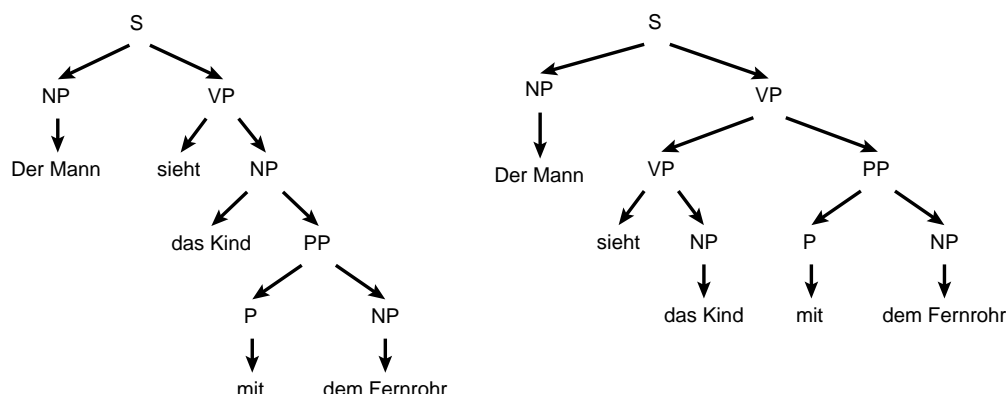 S
NP VP
Der Mann sieht NP
das Kind PP
P NP
mit dem Fernrohr
S
NP VP
Der Mann VP PP
sieht NP P NP
das Kind mit dem Fernrohr